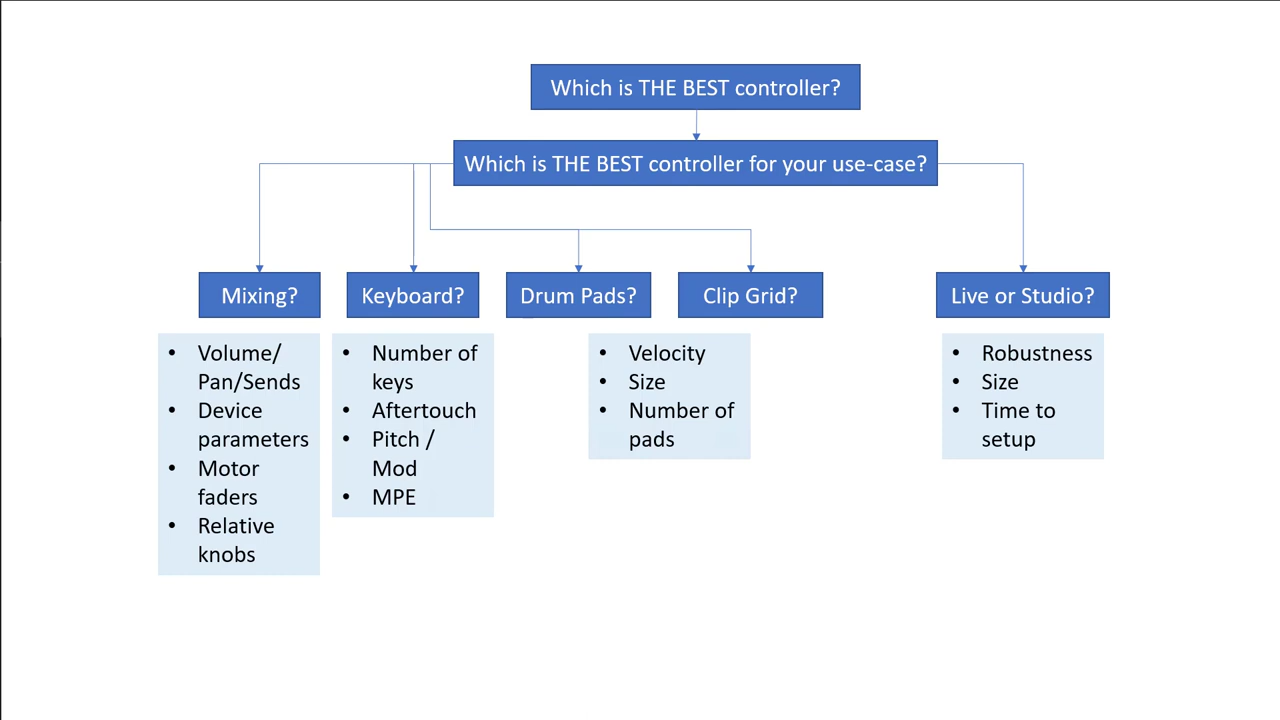 Which is THE BEST controller?
Which is THE BEST controller for your use-case?
Mixing?
Keyboard?
Drum Pads?
Clip Grid?
Live or Studio?
• Volume/
Pan/Sends
• Device
parameters
• Motor
faders
• Relative
knobs
• Number of
keys
• Aftertouch
• Pitch /
Mod
• MPE
• Velocity
• Size
• Number of
pads
• Robustness
• Size
• Time to
setup